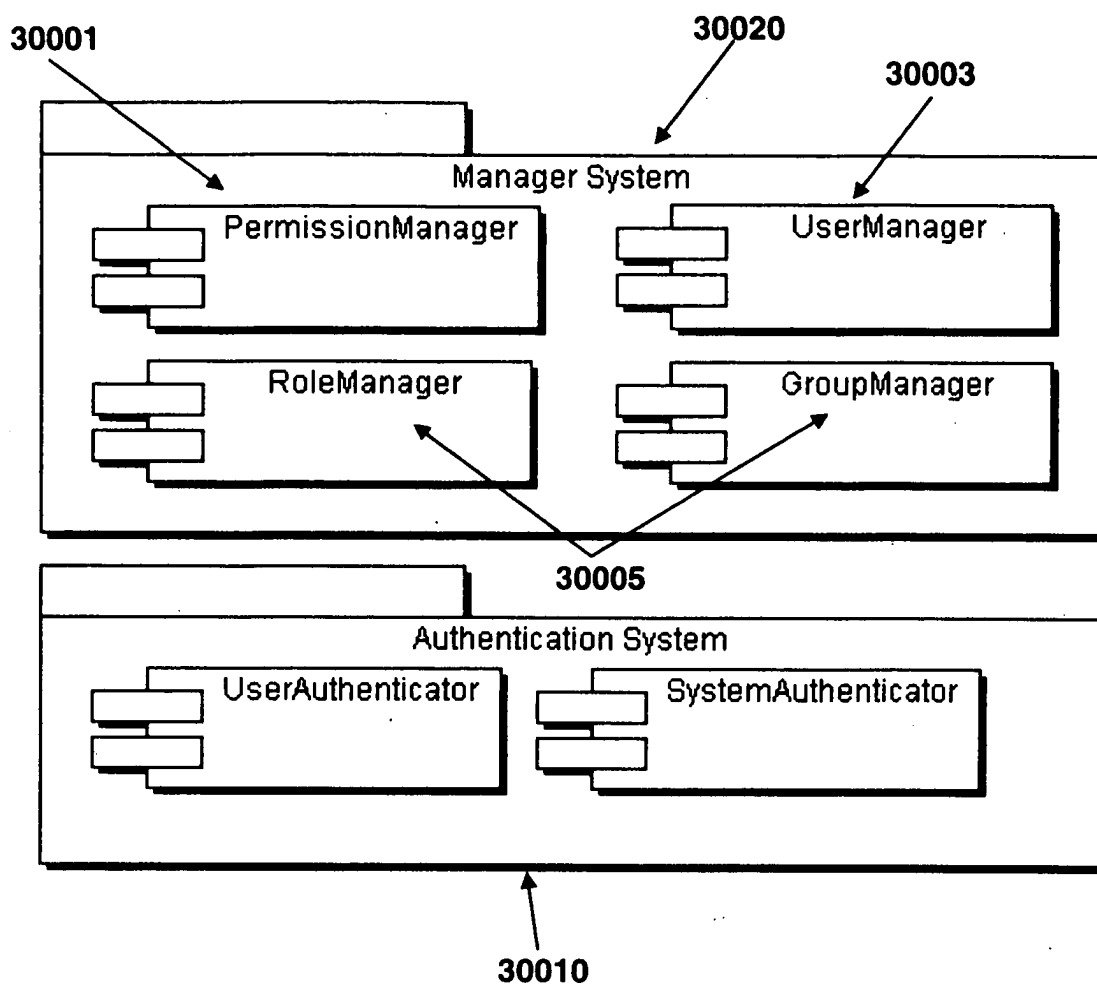 30001
30020
30003
Manager System
PermissionManager
UserManager
RoleManager
GroupManager
30005
Authentication System
UserAuthenticator
SystemAuthenticator
30010